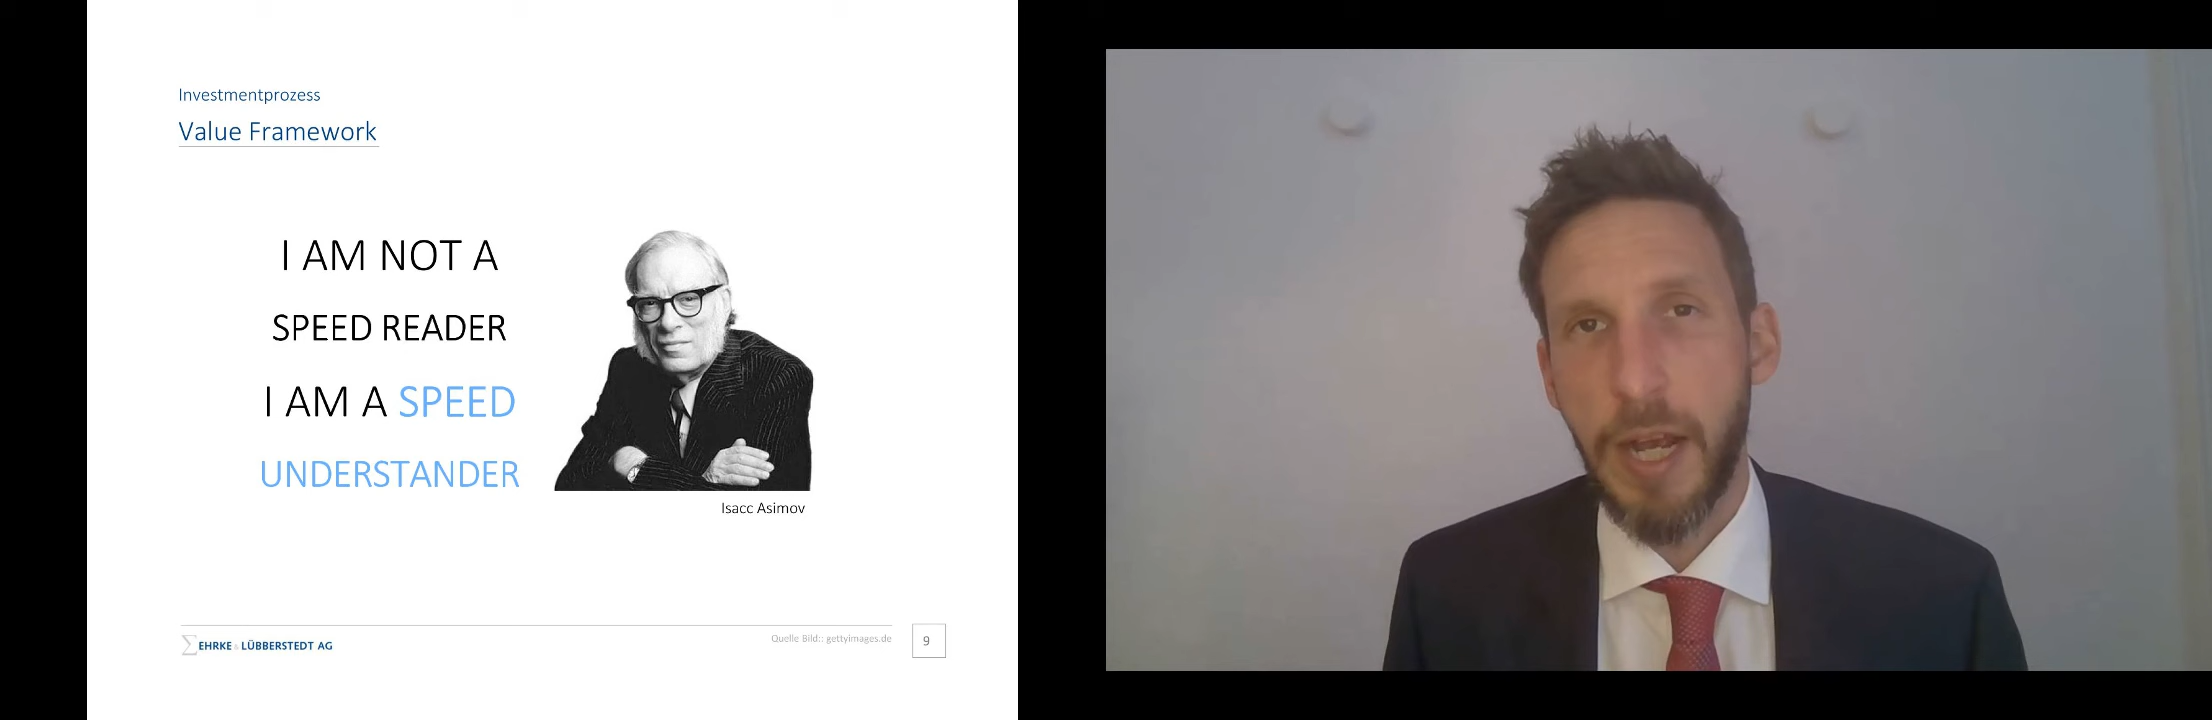 Investmentprozess
Value Framework
I AM NOT A
SPEED READER
I AM A SPEED
UNDERSTANDER
Isacc Asimov
EHRKE & LÜBBERSTEDT AG
Quelle Bild:: gettyimages.de
9